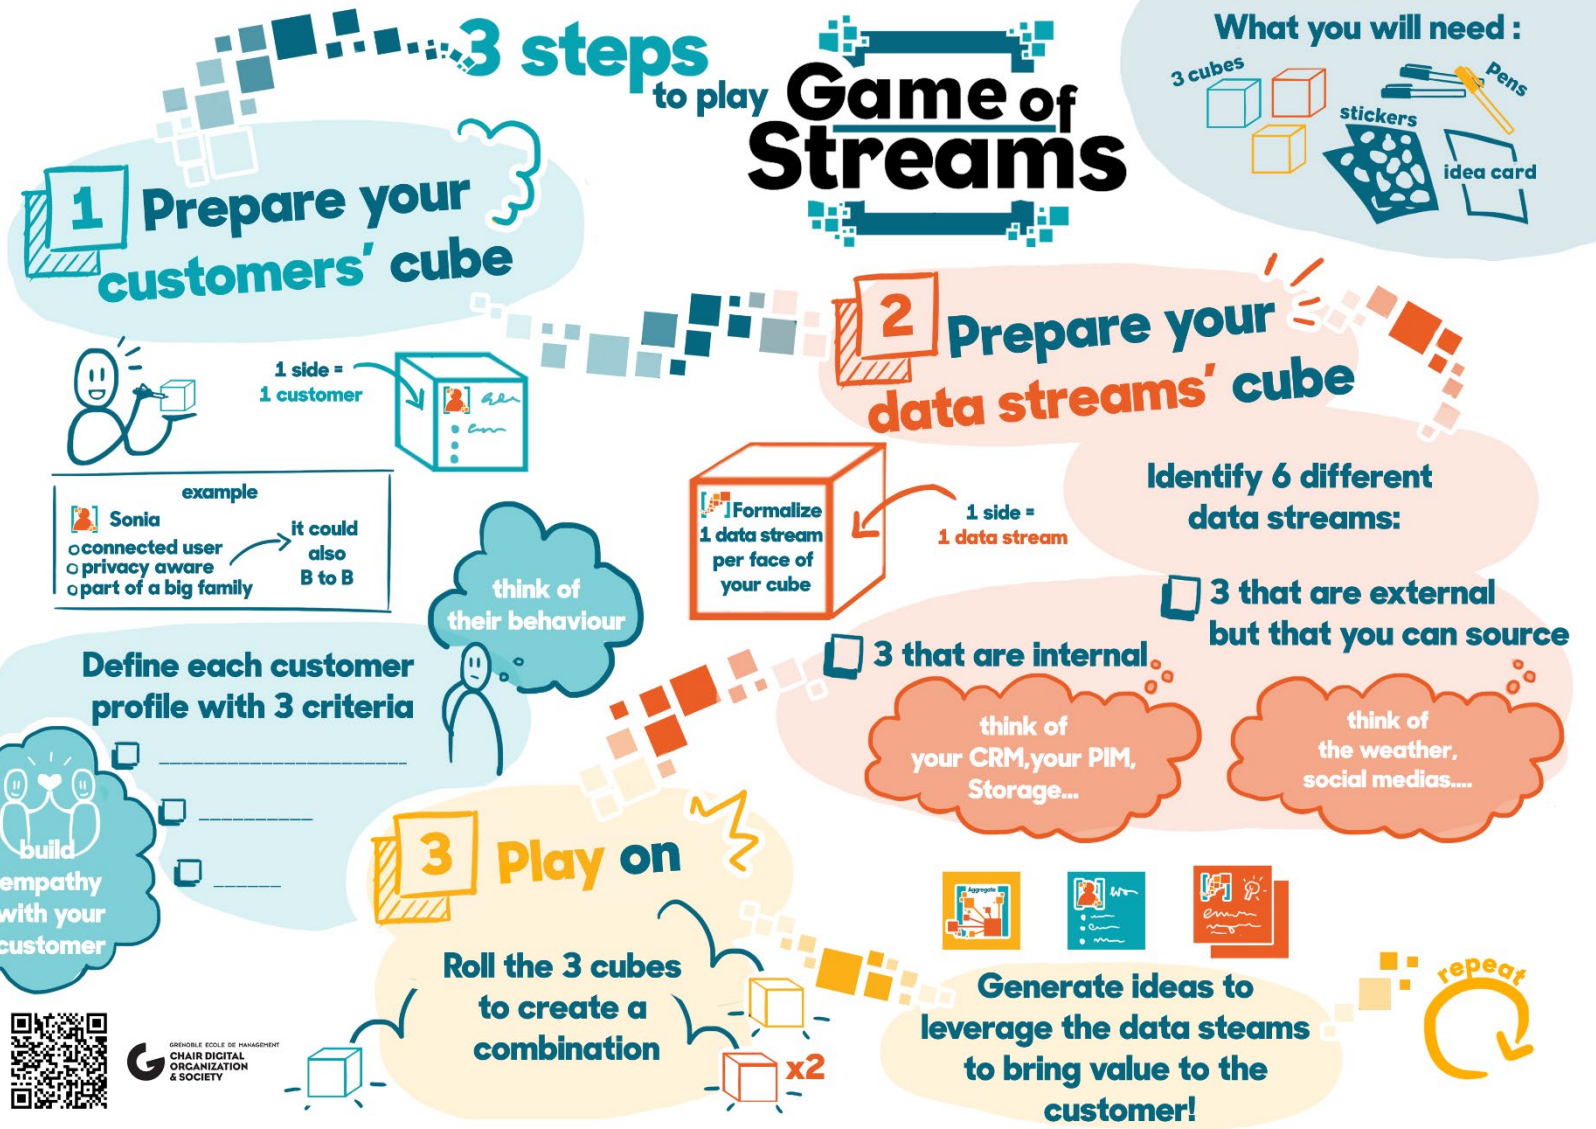 3 steps
to play
Game of
Streams
What you will need :
3 cubes
Pens
stickers
idea card
1
Prepare your
customers' cube
1 side =
1 customer
example
Sonia
connected user
privacy aware
part of a big family
it could
also
B to B
think of
their behaviour
Define each customer
profile with 3 criteria
build
empathy
with your
customer
2
Prepare your
data streams' cube
Formalize
1 data stream
per face of
your cube
1 side =
1 data stream
Identify 6 different
data streams:
3 that are internal
think of
your CRM,your PIM,
Storage...
3 that are external
but that you can source
think of
the weather,
social medias....
3
Play on
Roll the 3 cubes
to create a
combination
x2
Aggregate
Generate ideas to
leverage the data steams
to bring value to the
customer!
repeat
GRENOBLE ECOLE DE MANAGEMENT
CHAIR DIGITAL
ORGANIZATION
& SOCIETY